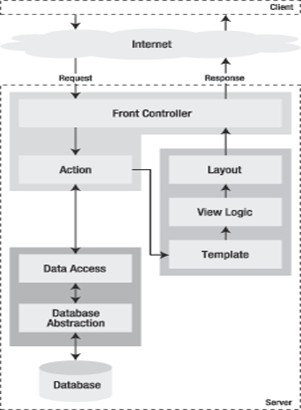 Client
Internet
Request
Response
Front Controller
Action
Layout
View Logic
Template
Data Access
Database
Abstraction
Database
Server